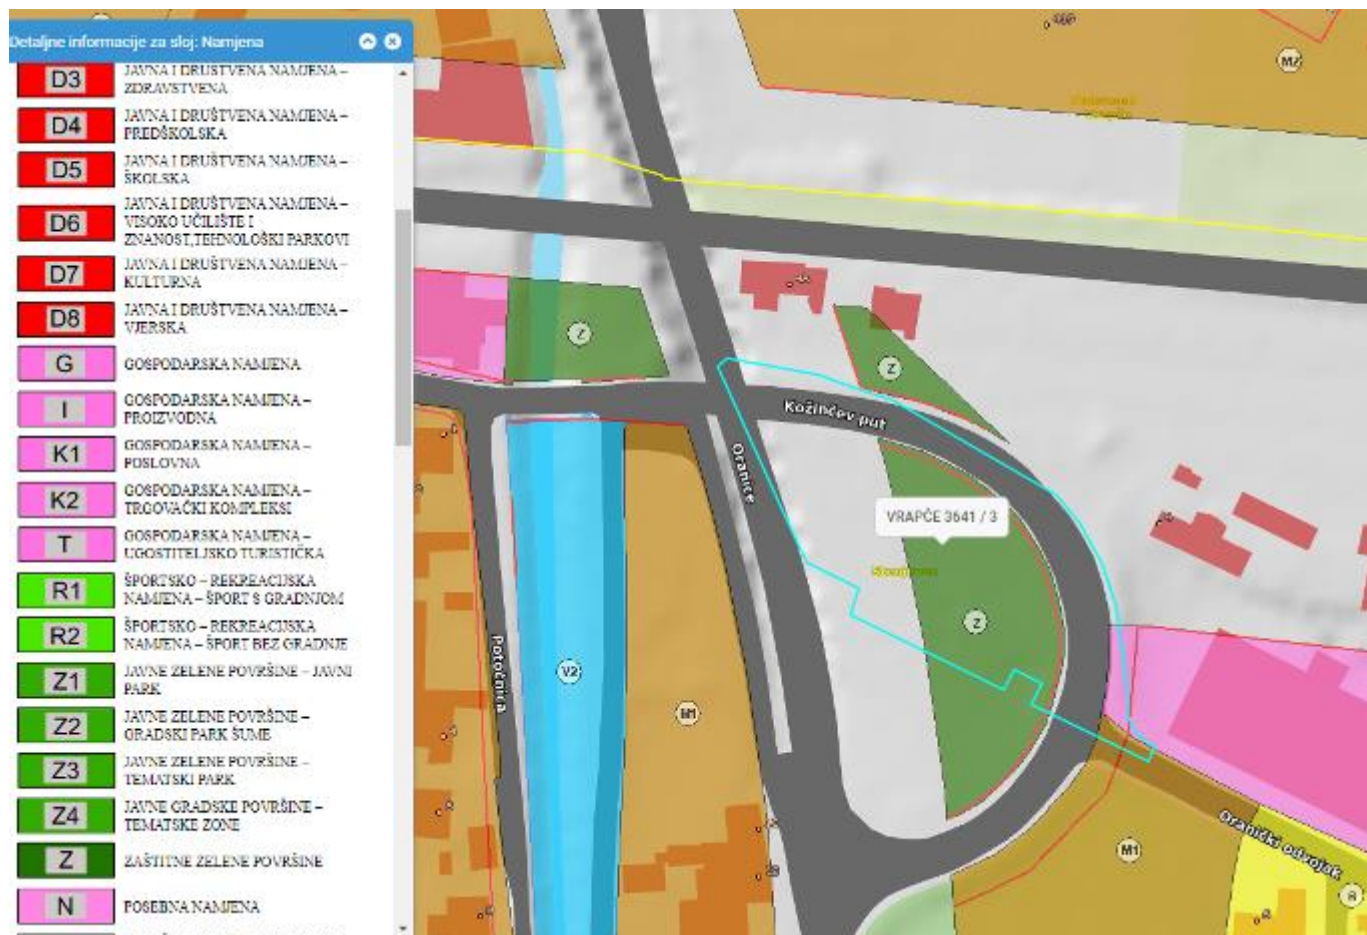 Detaljne informacije za sloj: Namjena
D3
JAVNA I DRUŠTVENA NAMJENA –
ZDRAVSTVENA
D4
JAVNA I DRUŠTVENA NAMJENA –
PREDŠKOLSKA
D5
JAVNA I DRUŠTVENA NAMJENA –
ŠKOLSKA
D6
JAVNA I DRUŠTVENA NAMJENA –
VISOKO UČILIŠTE I
ZNANOST,TEHNOLOŠKI PARKOVI
D7
JAVNA I DRUŠTVENA NAMJENA –
KULTURNA
D8
JAVNA I DRUŠTVENA NAMJENA –
VJERSKA
G
GOSPODARSKA NAMJENA
I
GOSPODARSKA NAMJENA –
PROIZVODNA
K1
GOSPODARSKA NAMJENA –
POSLOVNA
K2
GOSPODARSKA NAMJENA –
TRGOVAČKI KOMPLEKSI
T
GOSPODARSKA NAMJENA –
UGOSTITELJSKO TURISTIČKA
R1
ŠPORTSKO – REKREACIJSKA
NAMJENA – ŠPORT S GRADNJOM
R2
ŠPORTSKO – REKREACIJSKA
NAMJENA – ŠPORT BEZ GRADNJE
Z1
JAVNE ZELENE POVRŠINE – JAVNI
PARK
Z2
JAVNE ZELENE POVRŠINE –
GRADSKI PARK ŠUME
Z3
JAVNE ZELENE POVRŠINE –
TEMATSKI PARK
Z4
JAVNE GRADSKE POVRŠINE –
TEMATSKE ZONE
Z
ZAŠTITNE ZELENE POVRŠINE
N
POSEBNA NAMJENA
M2
Z
Z
Kožinčev put
Oranice
VRAPČE 3641 / 3
Z
Potočnica
V2
M1
M1
Oranički odvojak
8